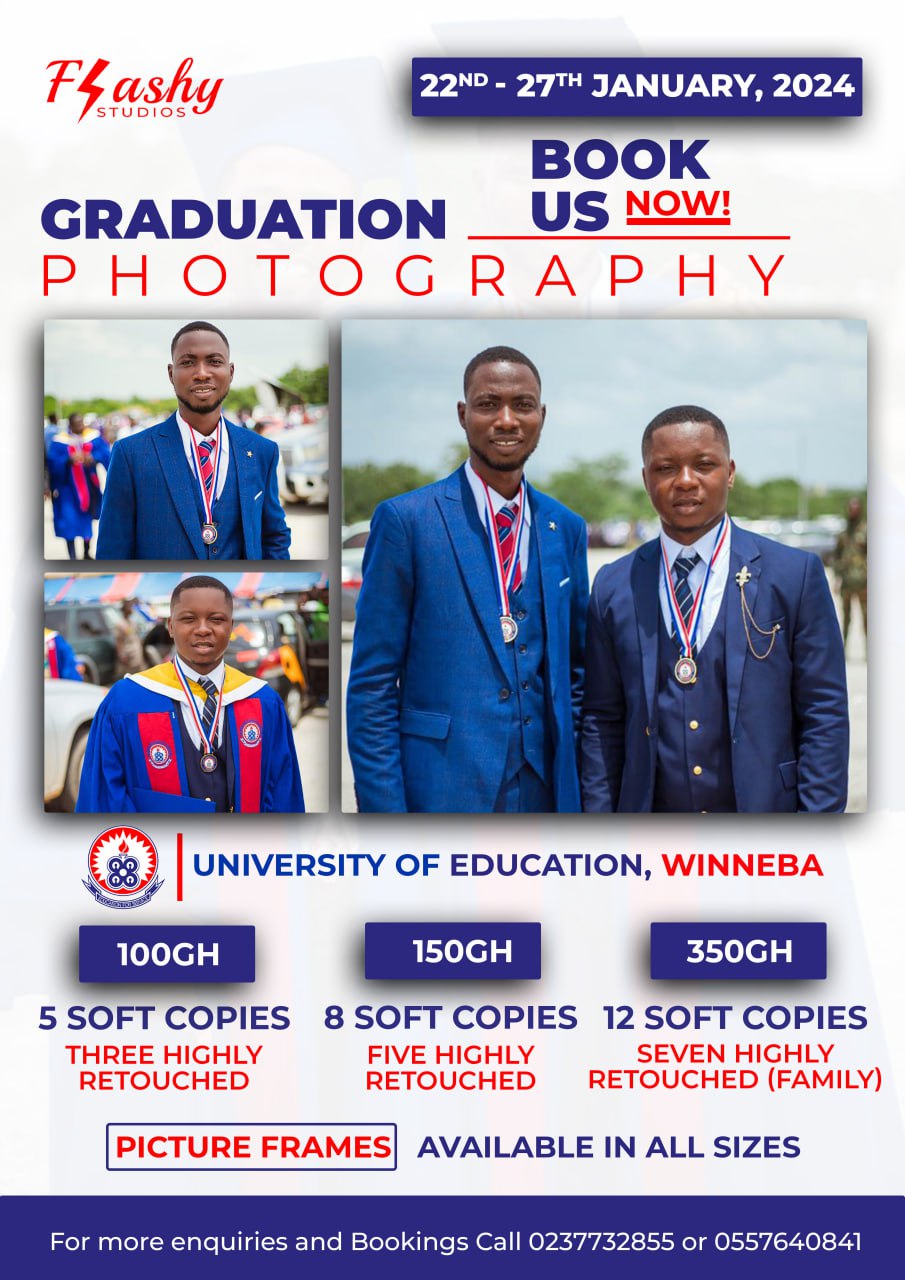 Flashy
STUDIOS
22ND - 27TH JANUARY, 2024
BOOK
US NOW!
GRADUATION
PHOTOGRAPHY
UNIVERSITY OF EDUCATION, WINNEBA
100GH
5 SOFT COPIES
THREE HIGHLY
RETOUCHED
150GH
8 SOFT COPIES
FIVE HIGHLY
RETOUCHED
350GH
12 SOFT COPIES
SEVEN HIGHLY
RETOUCHED (FAMILY)
PICTURE FRAMES AVAILABLE IN ALL SIZES
For more enquiries and Bookings Call 0237732855 or 0557640841